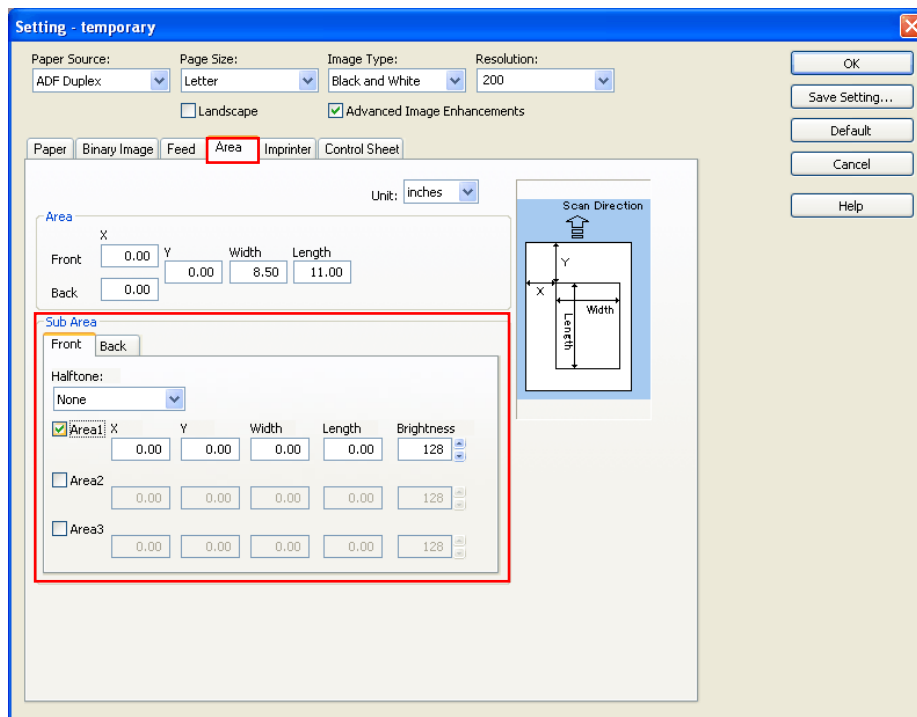 Setting - temporary
Paper Source: Page Size: Image Type: Resolution:
ADF Duplex Letter Black and White 200
Landscape Advanced Image Enhancements
OK
Save Setting...
Default
Cancel
Help
Paper Binary Image Feed Area Imprinter Control Sheet
Unit: inches
Area
X
Y Width Length
Front 0.00
0.00 8.50 11.00
Back 0.00
Scan Direction
Y
X
Width
Length
Sub Area
Front Back
Halftone:
None
Area1 X Y Width Length Brightness
0.00 0.00 0.00 0.00 128
Area2
0.00 0.00 0.00 0.00 128
Area3
0.00 0.00 0.00 0.00 128